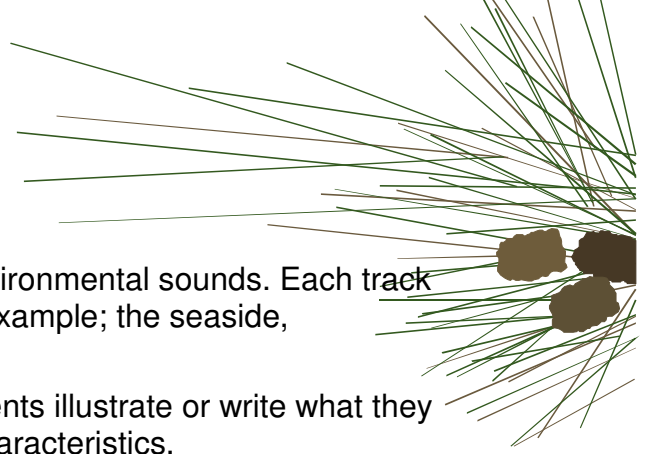 ironmental sounds. Each track
xample; the seaside,
ents illustrate or write what they
aracteristics.